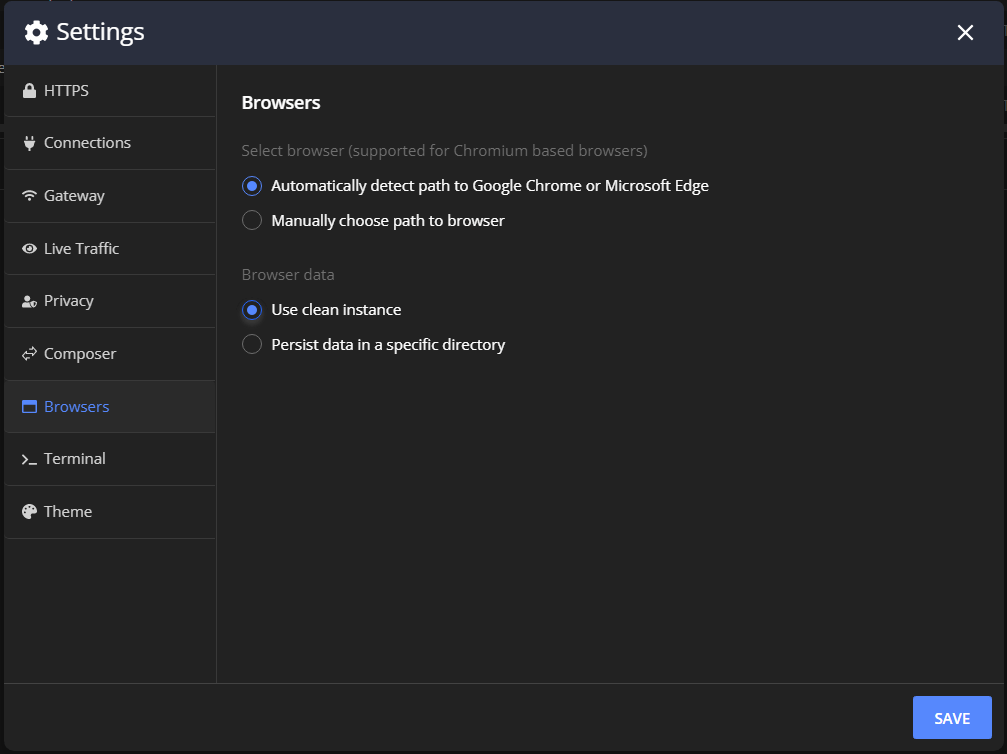 Settings
HTTPS
Connections
Gateway
Live Traffic
Privacy
Composer
Browsers
Terminal
Theme
Browsers
Select browser (supported for Chromium based browsers)
Automatically detect path to Google Chrome or Microsoft Edge
Manually choose path to browser
Browser data
Use clean instance
Persist data in a specific directory
SAVE